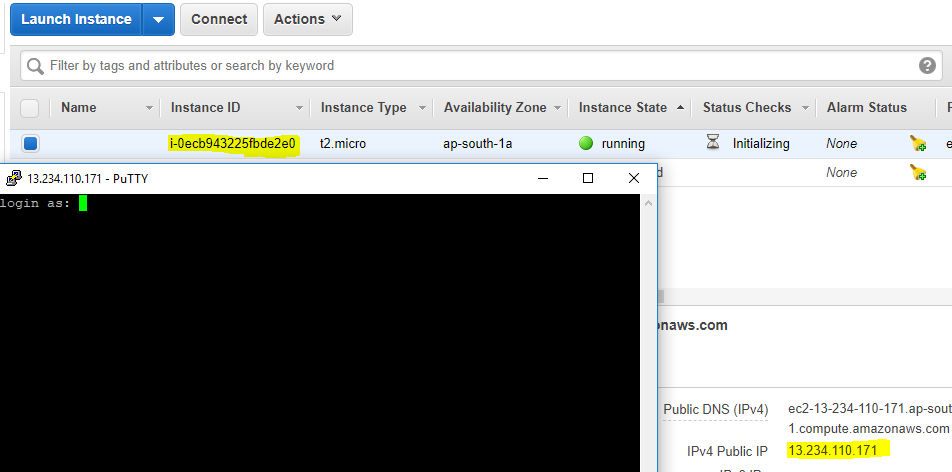 Launch Instance Connect Actions
Filter by tags and attributes or search by keyword
Name Instance ID Instance Type Availability Zone Instance State Status Checks Alarm Status
i-0ecb943225fbde2e0 t2.micro ap-south-1a running Initializing None
13.234.110.171 - PuTTY
None
login as:
onaws.com
Public DNS (IPv4) ec2-13-234-110-171.ap-sout
1.compute.amazonaws.com
IPv4 Public IP 13.234.110.171